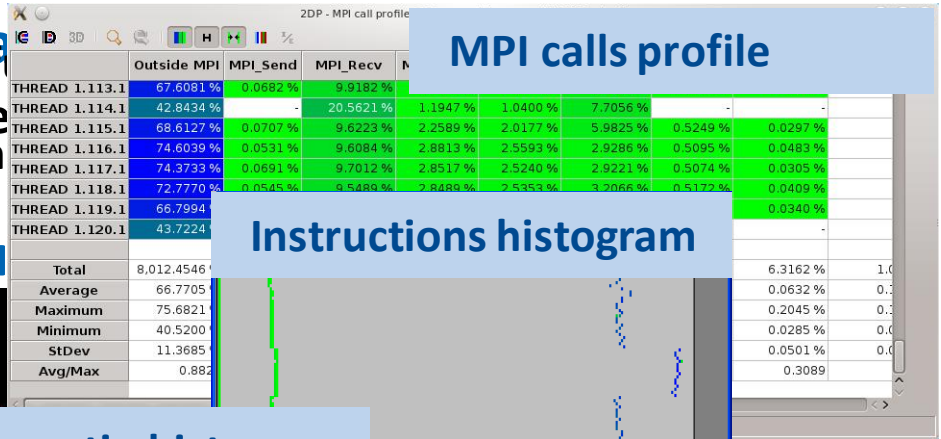 2DP - MPI call profile
MPI calls profile
3D
Outside MPI MPI_Send MPI_Recv
THREAD 1.113.1 67.6081 % 0.0682 % 9.9182 %
THREAD 1.114.1 42.8434 % - 20.5621 % 1.1947 % 1.0400 % 7.7056 % - -
THREAD 1.115.1 68.6127 % 0.0707 % 9.6223 % 2.2589 % 2.0177 % 5.9825 % 0.5249 % 0.0297 %
THREAD 1.116.1 74.6039 % 0.0531 % 9.6084 % 2.8813 % 2.5593 % 2.9286 % 0.5095 % 0.0483 %
THREAD 1.117.1 74.3733 % 0.0691 % 9.7012 % 2.8517 % 2.5240 % 2.9221 % 0.5074 % 0.0305 %
THREAD 1.118.1 72.7770 % 0.0545 % 9.5489 % 2.8489 % 2.5353 % 3.2066 % 0.5172 % 0.0409 %
THREAD 1.119.1 66.7994 0.0340 %
THREAD 1.120.1 43.7224 -
Instructions histogram
Total 8,012.4546 6.3162 %
Average 66.7705 0.0632 %
Maximum 75.6821 0.2045 %
Minimum 40.5200 0.0285 %
StDev 11.3685 0.0501 %
Avg/Max 0.882 0.3089